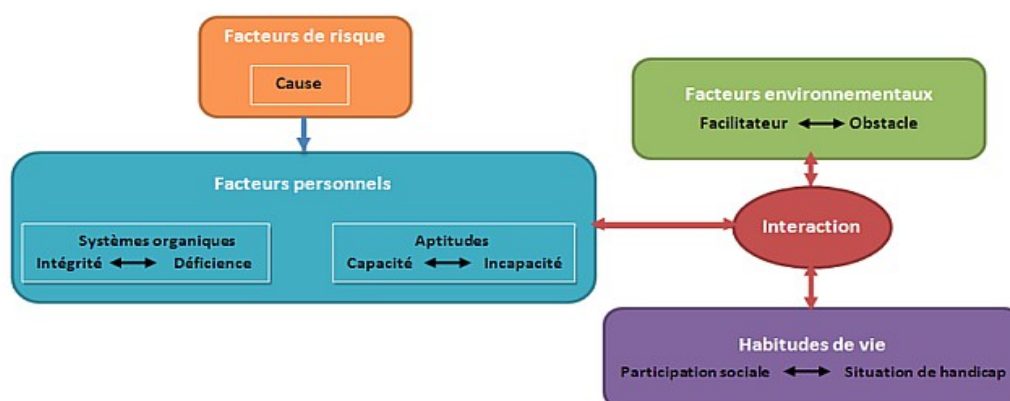 Facteurs de risque
Cause
Facteurs environnementaux
Facilitateur Obstacle
Facteurs personnels
Systèmes organiques
Intégrité Déficience
Aptitudes
Capacité Incapacité
Interaction
Habitudes de vie
Participation sociale Situation de handicap